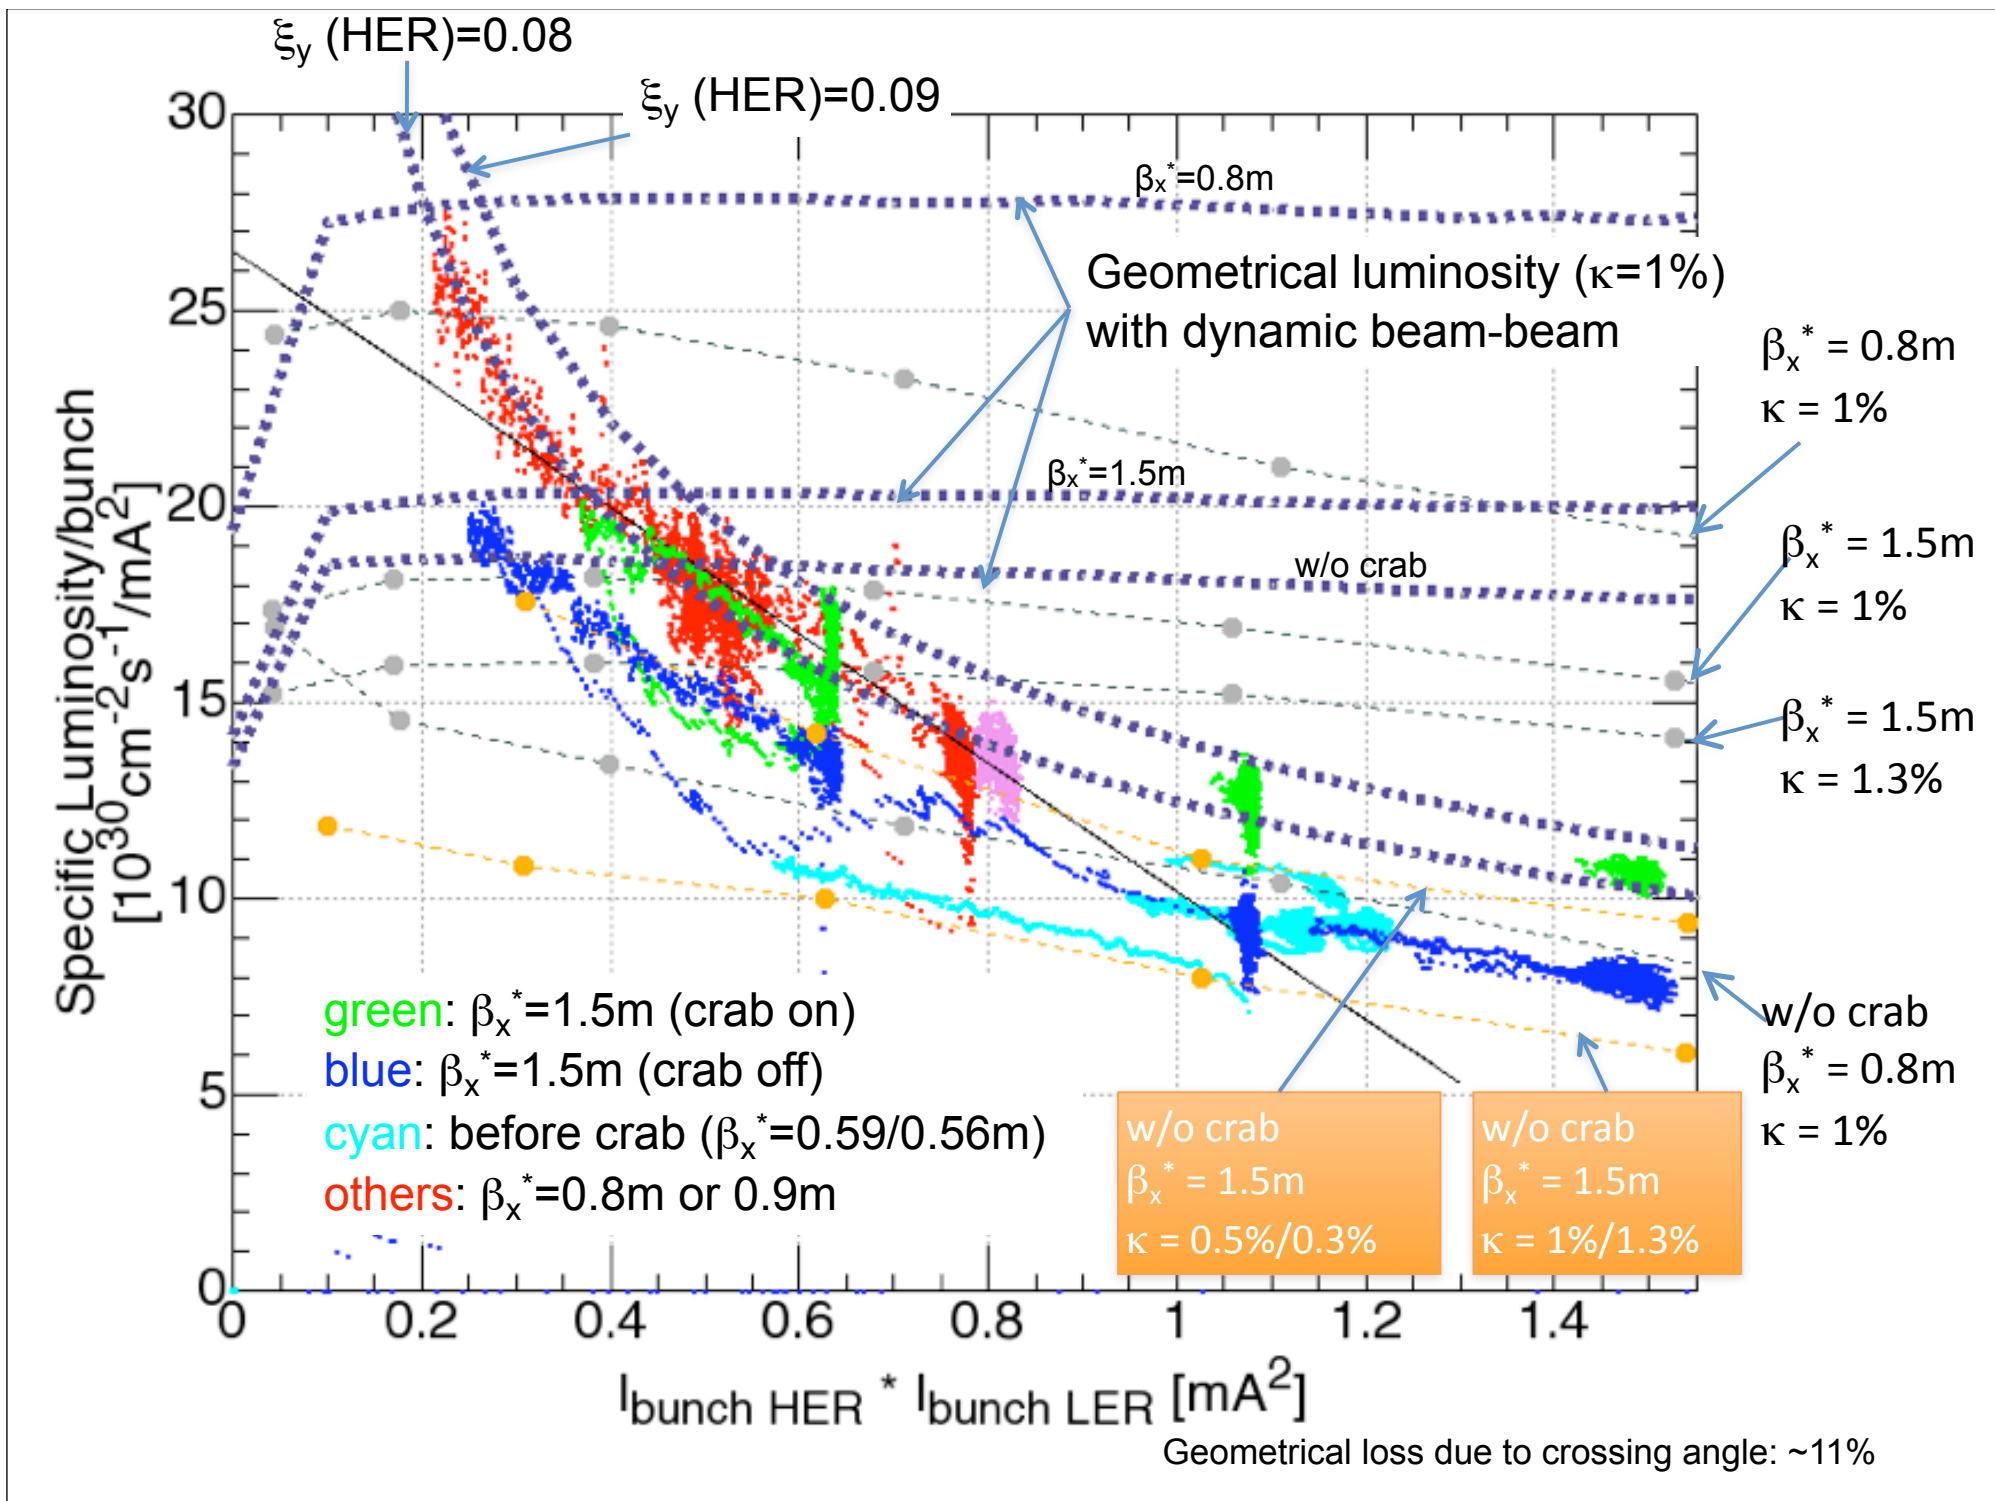 ξy (HER)=0.08
ξy (HER)=0.09
30
25
20
15
10
5
0
Specific Luminosity/bunch
[10^30 cm^-2 s^-1/mA^2]
βx*=0.8m
Geometrical luminosity (κ=1%)
with dynamic beam-beam
βx*=1.5m
w/o crab
βx* = 0.8m
κ = 1%
βx* = 1.5m
κ = 1%
βx* = 1.5m
κ = 1.3%
w/o crab
βx* = 0.8m
κ = 1%
green: βx*=1.5m (crab on)
blue: βx*=1.5m (crab off)
cyan: before crab (βx*=0.59/0.56m)
others: βx*=0.8m or 0.9m
w/o crab
βx* = 1.5m
κ = 0.5%/0.3%
w/o crab
βx* = 1.5m
κ = 1%/1.3%
0 0.2 0.4 0.6 0.8 1 1.2 1.4
Ibunch HER * Ibunch LER [mA^2]
Geometrical loss due to crossing angle: ~11%